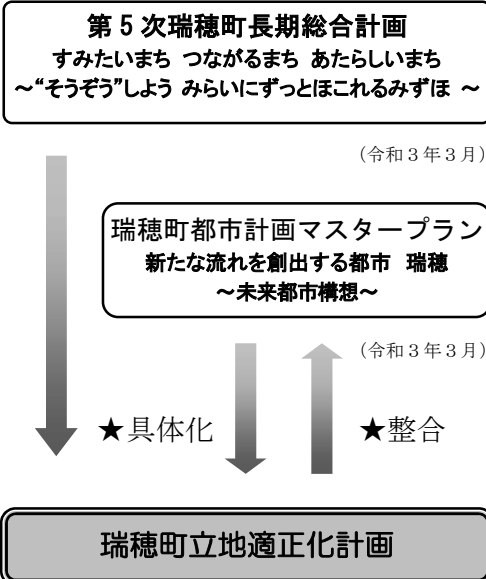 第５次瑞穂町長期総合計画
すみたいまち つながるまち あたらしいまち
～“そうぞう”しよう みらいにずっとほこれるみずほ ～
（令和３年３月）
瑞穂町都市計画マスタープラン
新たな流れを創出する都市　瑞穂
～未来都市構想～
（令和３年３月）
★具体化
★整合
瑞穂町立地適正化計画